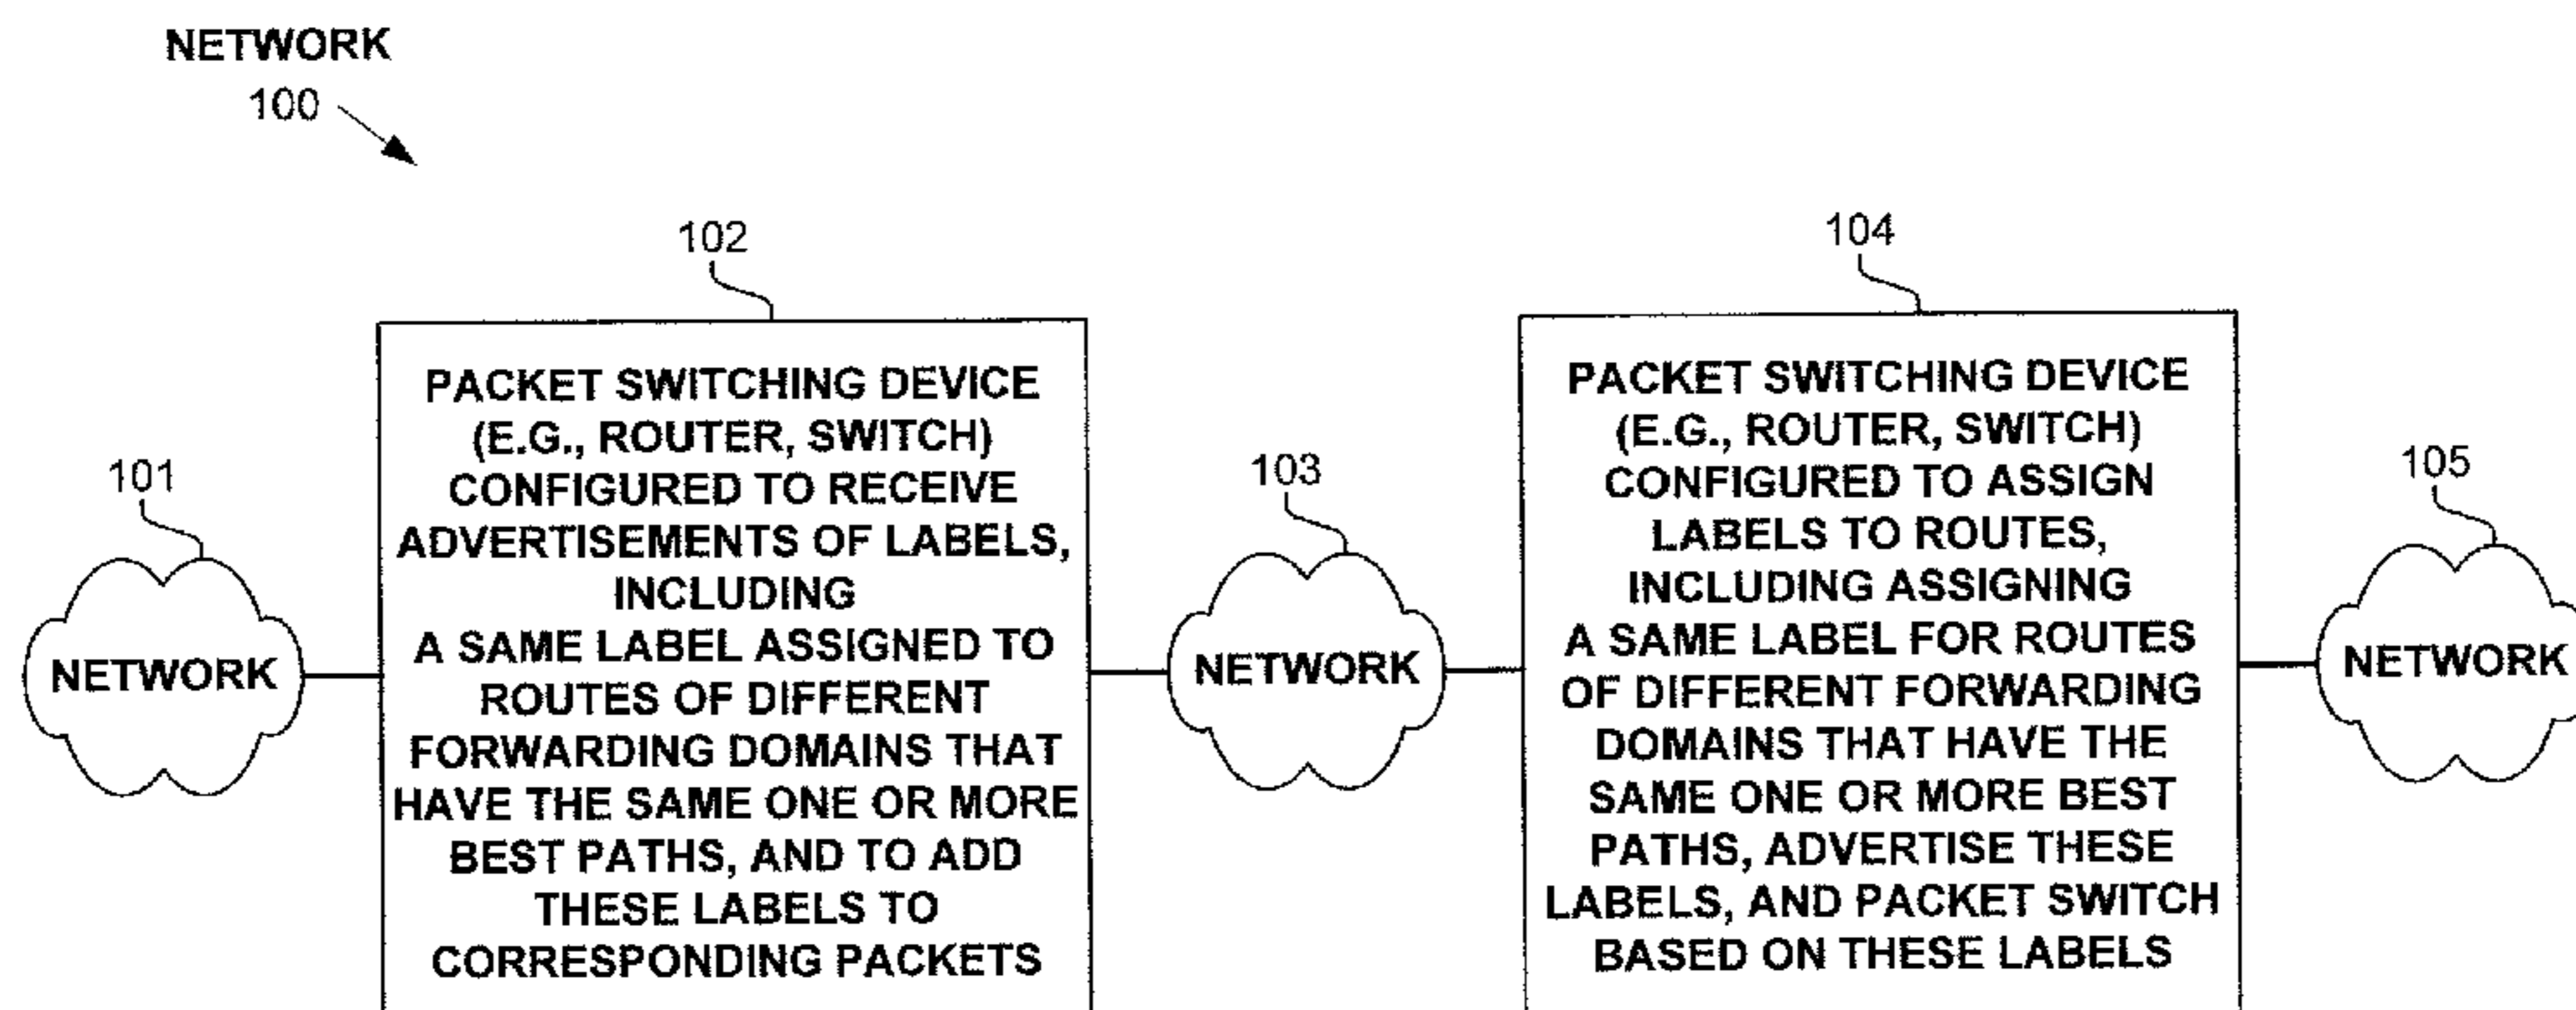 NETWORK
100
102
104
PACKET SWITCHING DEVICE
(E.G., ROUTER, SWITCH)
CONFIGURED TO RECEIVE
ADVERTISEMENTS OF LABELS,
INCLUDING
A SAME LABEL ASSIGNED TO
ROUTES OF DIFFERENT
FORWARDING DOMAINS THAT
HAVE THE SAME ONE OR MORE
BEST PATHS, AND TO ADD
THESE LABELS TO
CORRESPONDING PACKETS
PACKET SWITCHING DEVICE
(E.G., ROUTER, SWITCH)
CONFIGURED TO ASSIGN
LABELS TO ROUTES,
INCLUDING ASSIGNING
A SAME LABEL FOR ROUTES
OF DIFFERENT FORWARDING
DOMAINS THAT HAVE THE
SAME ONE OR MORE BEST
PATHS, ADVERTISE THESE
LABELS, AND PACKET SWITCH
BASED ON THESE LABELS
101
NETWORK
103
NETWORK
105
NETWORK